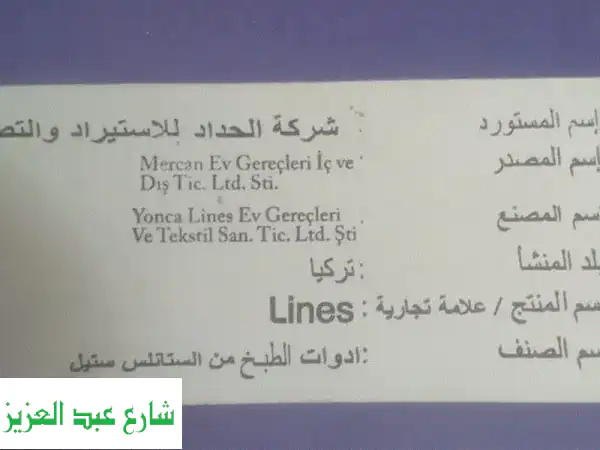 إسم المستورد : شركة الحداد للاستيراد والتص
إسم المصدر : Mercan Ev Gereçleri İç ve
Dış Tic. Ltd. Sti.
إسم المصنع : Yonca Lines Ev Gereçleri
Ve Tekstil San. Tic. Ltd. Şti
بلد المنشأ : تركيا
سم المنتج / علامة تجارية : Lines
سم الصنف : ادوات الطبخ من الستانلس ستيل
شارع عبد العزيز